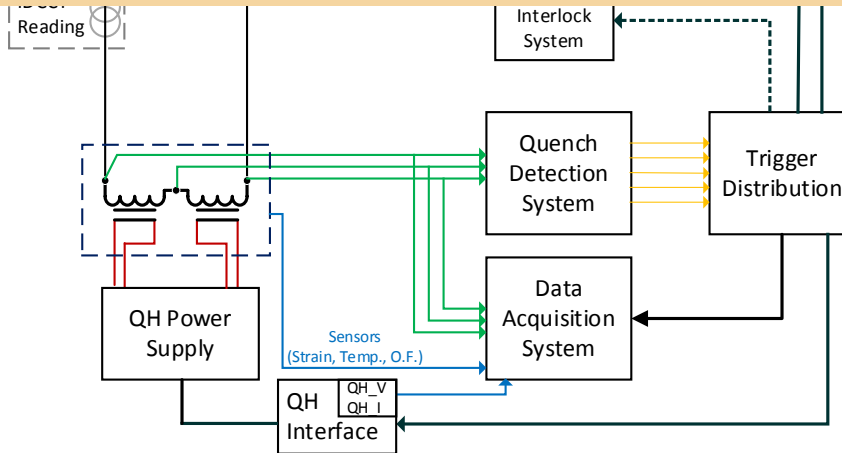 Reading
Interlock
System
Quench
Detection
System
Trigger
Distribution
Data
Acquisition
System
QH Power
Supply
Sensors
(Strain, Temp., O.F.)
QH_V
QH_I
QH
Interface